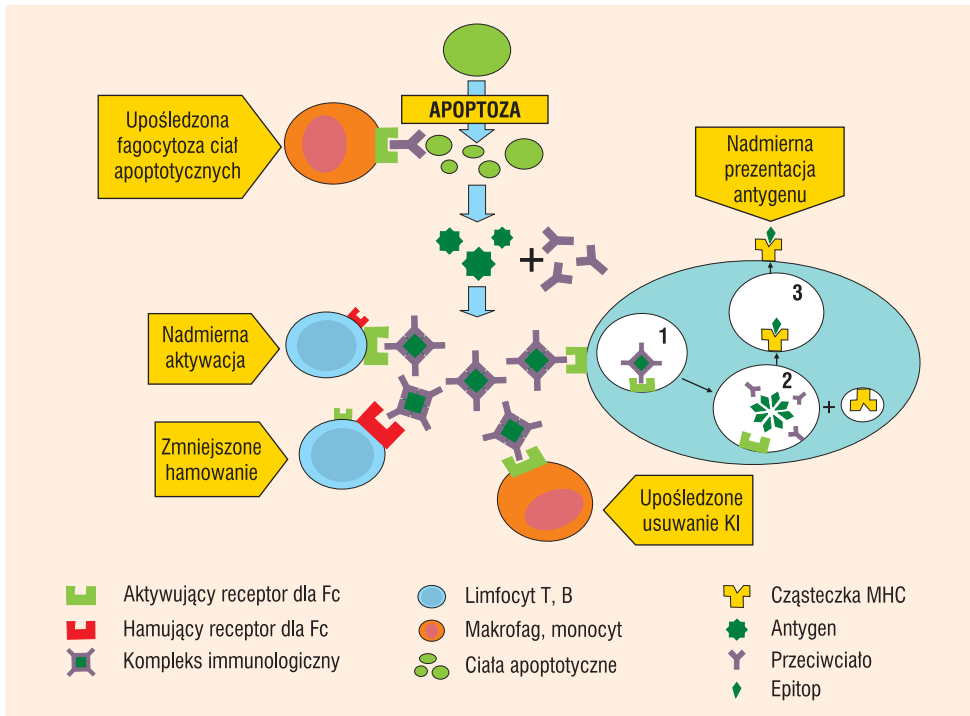 APOPTOZA
Upośledzona
fagocytoza ciał
apoptotycznych
Nadmierna
prezentacja
antygenu
+
3
1
Nadmierna
aktywacja
2
+
Zmniejszone
hamowanie
Upośledzone
usuwanie KI
Aktywujący receptor dla Fc
Hamujący receptor dla Fc
Kompleks immunologiczny
Limfocyt T, B
Makrofag, monocyt
Ciała apoptotyczne
Cząsteczka MHC
Antygen
Przeciwciało
Epitop